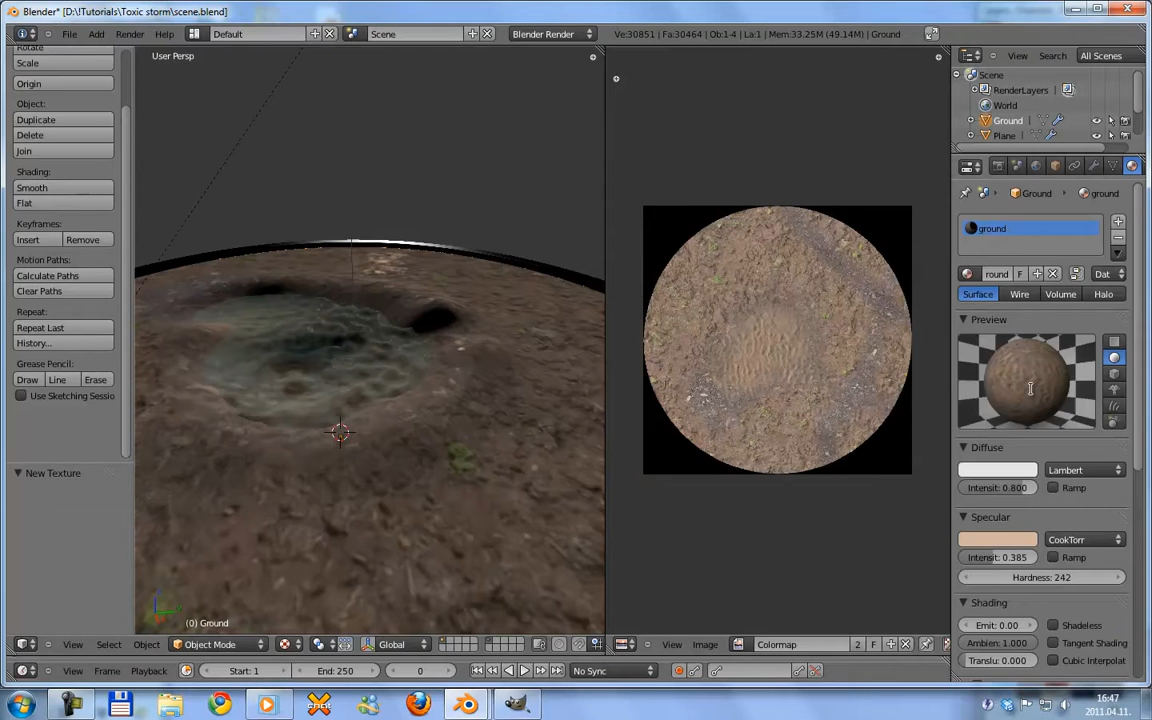 Blender* [D:\!Tutorials\Toxic storm\scene.blend]
File Add Render Help Default Scene Blender Render Ve:30851 | Fa:30464 | Ob:1-4 | La:1 | Mem:33.25M (49.14M) | Ground
View Search All Scenes
Rotate
Scale
Origin
Object:
Duplicate
Delete
Join
Shading:
Smooth
Flat
Keyframes:
Insert Remove
Motion Paths:
Calculate Paths
Clear Paths
Repeat:
Repeat Last
History...
Grease Pencil:
Draw Line Erase
Use Sketching Sessio
New Texture
User Persp
(0) Ground
View Select Object Object Mode Global
View Image Colormap 2 F
View Frame Playback Start: 1 End: 250 0 No Sync
Scene
RenderLayers
World
Ground
Plane
Ground ground
ground
round F Dat
Surface Wire Volume Halo
Preview
Diffuse
Lambert
Intensit: 0.800 Ramp
Specular
CookTorr
Intensit: 0.385 Ramp
Hardness: 242
Shading
Emit: 0.00 Shadeless
Ambien: 1.000 Tangent Shading
Translu: 0.000 Cubic Interpolat
16:47
2011.04.11.